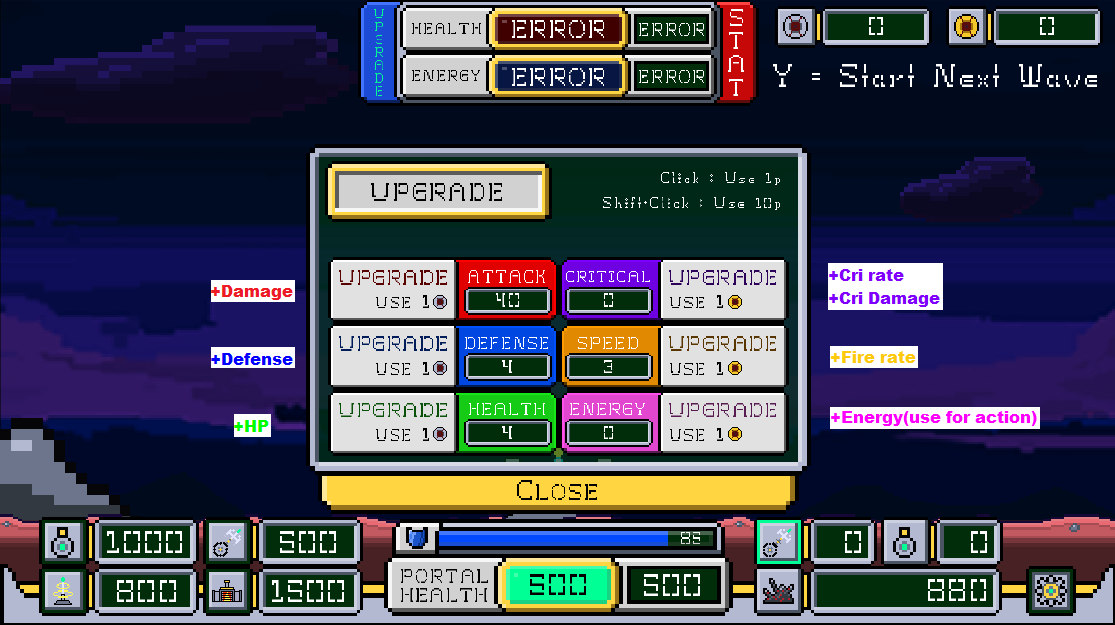 UPGRADE
HEALTH ERROR ERROR
ENERGY ERROR ERROR
STAT
0 0
Y = Start Next Wave
UPGRADE
Click : Use 1p
Shift+Click : Use 10p
UPGRADE ATTACK CRITICAL UPGRADE
USE 1 40 0 USE 1
+Damage
+Cri rate
+Cri Damage
UPGRADE DEFENSE SPEED UPGRADE
USE 1 4 3 USE 1
+Defense
+Fire rate
UPGRADE HEALTH ENERGY UPGRADE
USE 1 4 0 USE 1
+HP
+Energy(use for action)
CLOSE
1000 500 85 0 0
800 1500
PORTAL
HEALTH
500 500 880